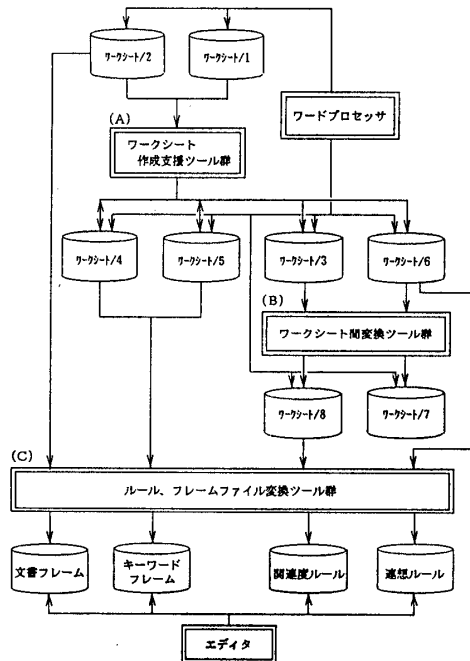 ワークシート/2
ワークシート/1
(A)
ワードプロセッサ
ワークシート
作成支援ツール群
ワークシート/4
ワークシート/5
ワークシート/3
ワークシート/6
(B)
ワークシート間変換ツール群
ワークシート/8
ワークシート/7
(C)
ルール、フレームファイル変換ツール群
文書フレーム
キーワード
フレーム
関連度ルール
連想ルール
エディタ